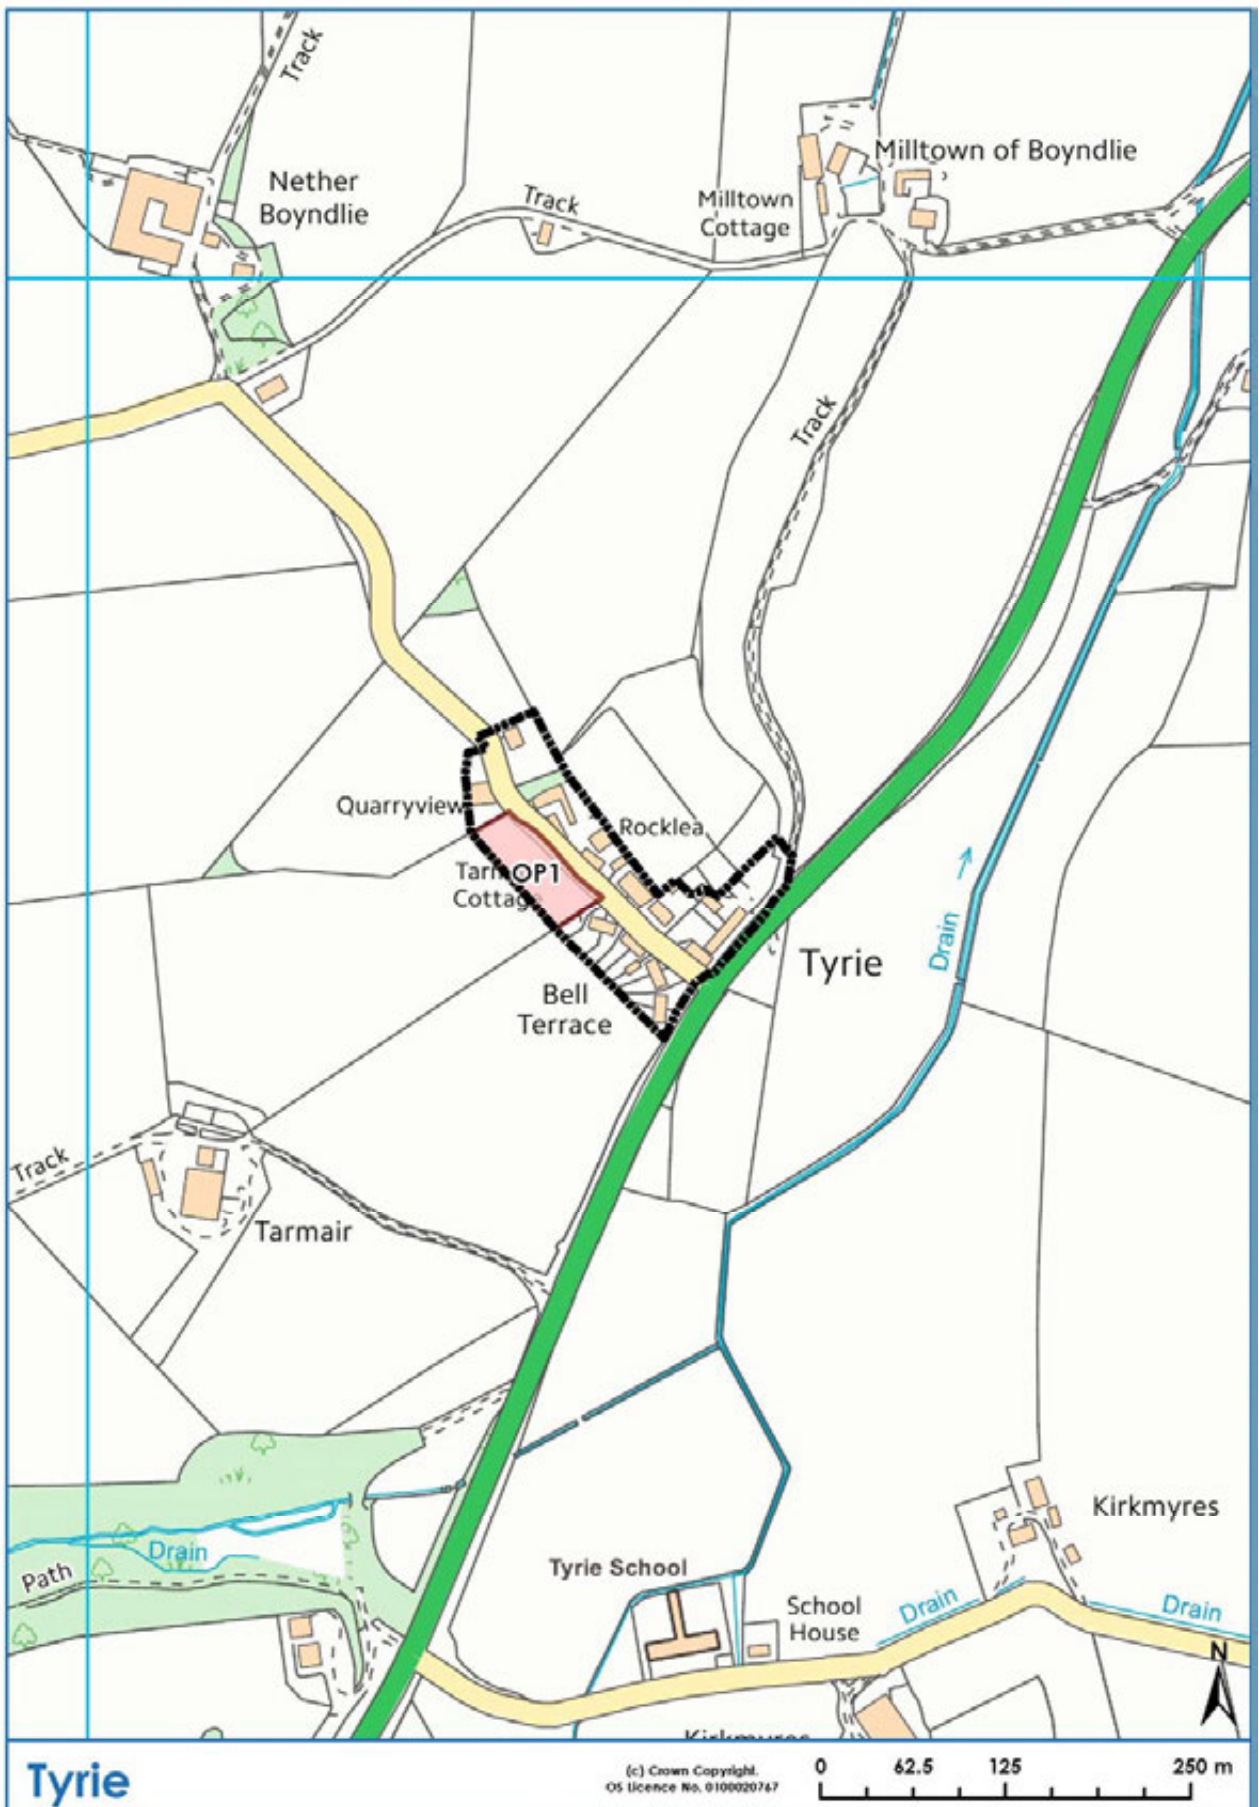 Track
Nether
Boyndlie
Track
Milltown of Boyndlie
Milltown
Cottage
Track
Quarryview
Rocklea
OP1
Cottage
Tyrie
Drain
Bell
Terrace
Track
Tarmair
Kirkmyres
Drain
Path
Tyrie School
School
House
Drain
Drain
N
Tyrie
(c) Crown Copyright.
OS Licence No. 0100020767
0 62.5 125 250 m